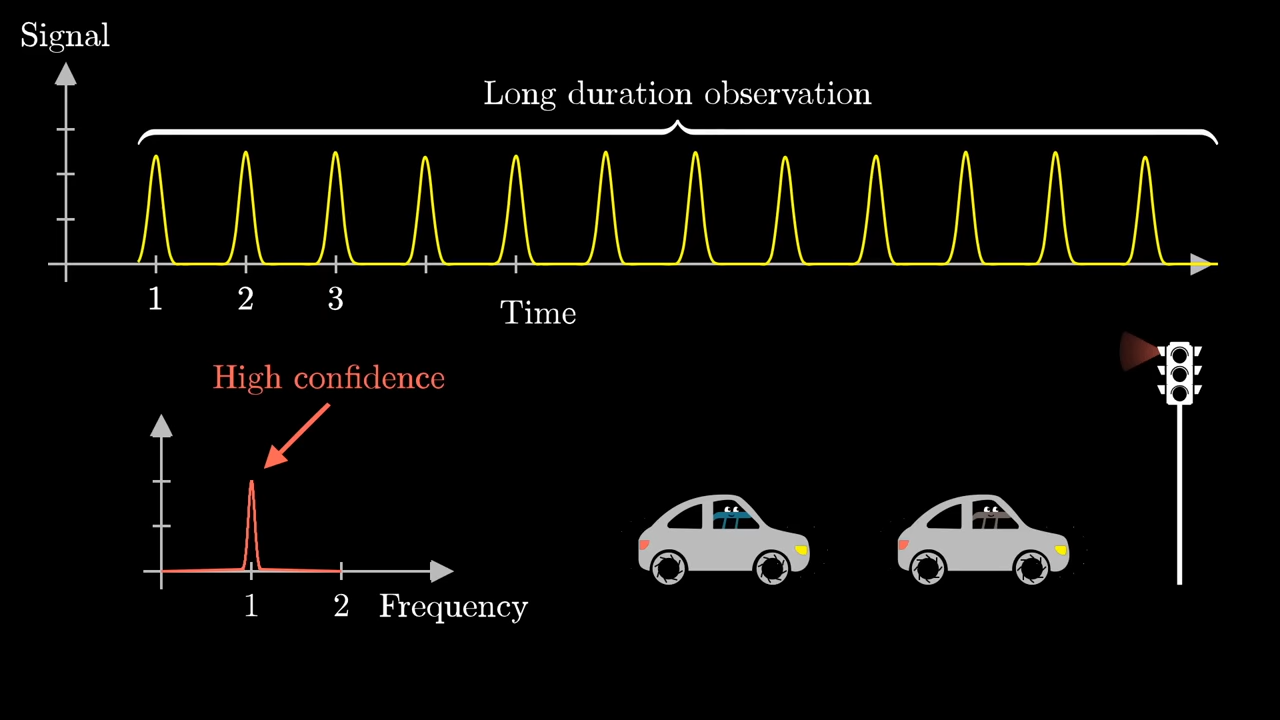 Signal
Long duration observation
1 2 3
Time
High confidence
1 2 Frequency